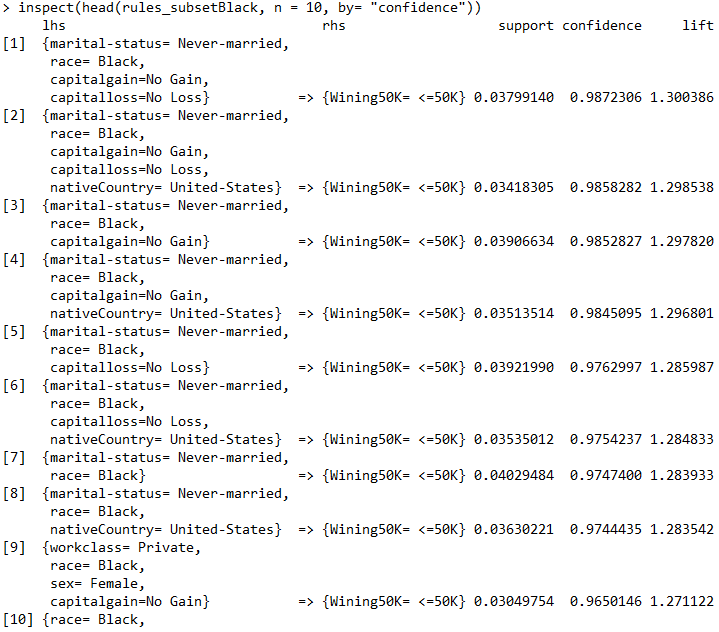 > inspect(head(rules_subsetBlack, n = 10, by= "confidence"))
     lhs                               rhs                   support confidence     lift
[1]  {marital-status= Never-married,
      race= Black,
      capitalgain=No Gain,
      capitalloss=No Loss}          => {Wining50K= <=50K} 0.03799140  0.9872306 1.300386
[2]  {marital-status= Never-married,
      race= Black,
      capitalgain=No Gain,
      capitalloss=No Loss,
      nativeCountry= United-States} => {Wining50K= <=50K} 0.03418305  0.9858282 1.298538
[3]  {marital-status= Never-married,
      race= Black,
      capitalgain=No Gain}          => {Wining50K= <=50K} 0.03906634  0.9852827 1.297820
[4]  {marital-status= Never-married,
      race= Black,
      capitalgain=No Gain,
      nativeCountry= United-States} => {Wining50K= <=50K} 0.03513514  0.9845095 1.296801
[5]  {marital-status= Never-married,
      race= Black,
      capitalloss=No Loss}          => {Wining50K= <=50K} 0.03921990  0.9762997 1.285987
[6]  {marital-status= Never-married,
      race= Black,
      capitalloss=No Loss,
      nativeCountry= United-States} => {Wining50K= <=50K} 0.03535012  0.9754237 1.284833
[7]  {marital-status= Never-married,
      race= Black}                  => {Wining50K= <=50K} 0.04029484  0.9747400 1.283933
[8]  {marital-status= Never-married,
      race= Black,
      nativeCountry= United-States} => {Wining50K= <=50K} 0.03630221  0.9744435 1.283542
[9]  {workclass= Private,
      race= Black,
      sex= Female,
      capitalgain=No Gain}          => {Wining50K= <=50K} 0.03049754  0.9650146 1.271122
[10] {race= Black,